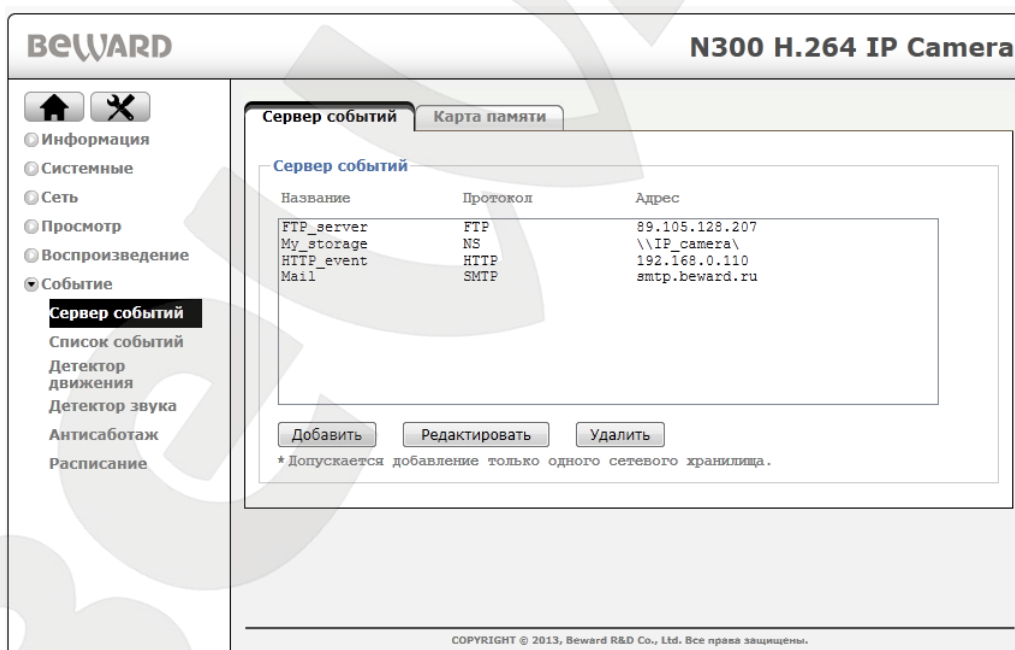 BEWARD
N300 H.264 IP Camera
Информация
Системные
Сеть
Просмотр
Воспроизведение
Событие
Сервер событий
Список событий
Детектор
движения
Детектор звука
Антисаботаж
Расписание
Сервер событий Карта памяти
Сервер событий
Название Протокол Адрес
FTP_server FTP 89.105.128.207
My_storage NS \\IP_camera\
HTTP_event HTTP 192.168.0.110
Mail SMTP smtp.beward.ru
Добавить Редактировать Удалить
* Допускается добавление только одного сетевого хранилища.
COPYRIGHT © 2013, Beward R&D Co., Ltd. Все права защищены.